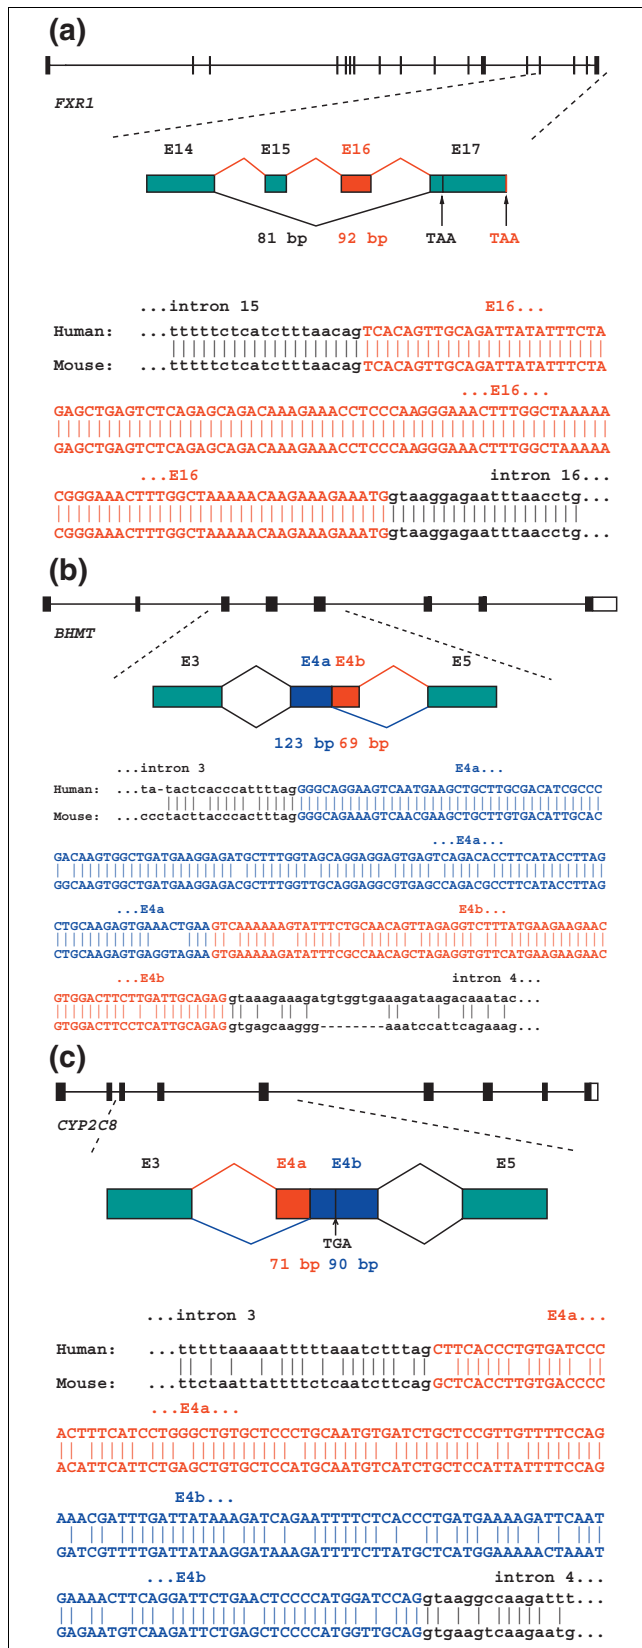 (a)
FXR1
E14 E15 E16 E17
81 bp 92 bp TAA TAA
...intron 15 E16...
Human: ...tttttctcatctttaacagTCACAGTTGCAGATTATATTTCTA
Mouse: ...tttttctcatctttaacagTCACAGTTGCAGATTATATTTCTA
...E16...
GAGCTGAGTCTCAGAGCAGACAAAGAAACCTCCCAAGGGAAACTTTGGCTAAAAA
GAGCTGAGTCTCAGAGCAGACAAAGAAACCTCCCAAGGGAAACTTTGGCTAAAAA
...E16 intron 16...
CGGGAAACTTTGGCTAAAAACAAGAAAGAAATGgtaaggagaatttaacctg...
CGGGAAACTTTGGCTAAAAACAAGAAAGAAATGgtaaggagaatttaacctg...
(b)
BHMT
E3 E4a E4b E5
123 bp 69 bp
...intron 3 E4a...
Human: ...ta-tactcacccattttagGGGCAGGAAGTCAATGAAGCTGCTTGCGACATCGCCC
Mouse: ...ccctacttacccactttagGGGCAGAAAGTCAACGAAGCTGCTTGTGACATTGCAC
...E4a...
GACAAGTGGCTGATGAAGGAGATGCTTTGGTAGCAGGAGGAGTGAGTCAGACACCTTCATACCTTAG
GGCAAGTGGCTGATGAAGGAGACGCTTTGGTTGCAGGAGGCGTGAGCCAGACGCCTTCATACCTTAG
...E4a E4b...
CTGCAAGAGTGAAACTGAAGTCAAAAAAGTATTTCTGCAACAGTTAGAGGTCTTTATGAAGAAGAAC
CTGCAAGAGTGAGGTAGAAGTGAAAAAGATATTTCGCCAACAGCTAGAGGTGTTCATGAAGAAGAAC
...E4b intron 4...
GTGGACTTCTTGATTGCAGAGgtaaagaaagatgtggtgaaagataagacaaatac...
GTGGACTTCCTCATTGCAGAGgtgagcaaggg--------aaatccattcagaaag...
(c)
CYP2C8
E3 E4a E4b E5
TGA
71 bp 90 bp
...intron 3 E4a...
Human: ...tttttaaaaatttttaaatctttagCTTCACCCTGTGATCCC
Mouse: ...ttctaattattttctcaatcttcagGCTCACCTTGTGACCCC
...E4a...
ACTTTCATCCTGGGCTGTGCTCCCTGCAATGTGATCTGCTCCGTTGTTTTCCAG
ACATTCATTCTGAGCTGTGCTCCATGCAATGTCATCTGCTCCATTATTTTCCAG
E4b...
AAACGATTTGATTATAAAGATCAGAATTTTCTCACCCTGATGAAAAGATTCAAT
GATCGTTTTGATTATAAGGATAAAGATTTTCTTATGCTCATGGAAAAACTAAAT
...E4b intron 4...
GAAAACTTCAGGATTCTGAACTCCCCATGGATCCAGgtaaggccaagattt...
GAGAATGTCAAGATTCTGAGCTCCCCATGGTTGCAGgtgaagtcaagaatg...